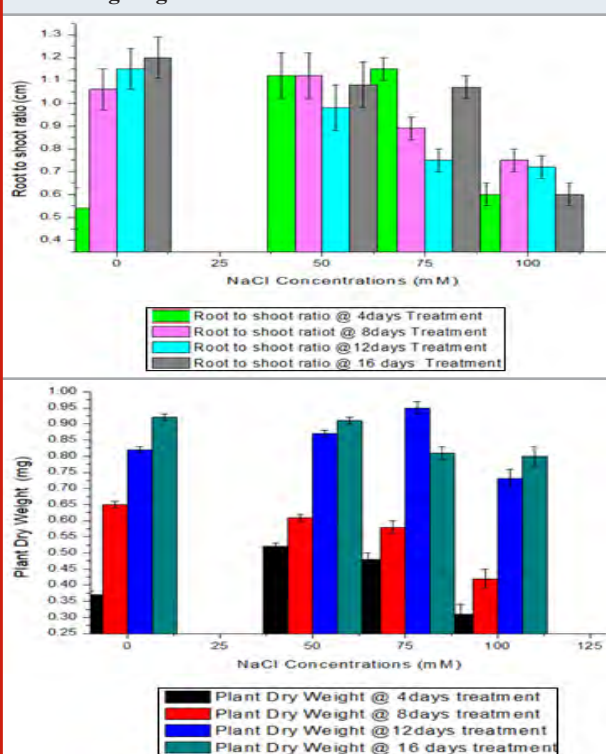 1.3
1.2
1.1
1.0
0.9
0.8
0.7
0.6
0.5
0.4
Root to shoot ratio (cm)
0 25 50 75 100
NaCl Concentrations (mM)
Root to shoot ratio @ 4days Treatment
Root to shoot ratiot @ 8days Treatment
Root to shoot ratio @ 12days Treatment
Root to shoot ratio @ 16 days Treatment
1.00
0.95
0.90
0.85
0.80
0.75
0.70
0.65
0.60
0.55
0.50
0.45
0.40
0.35
0.30
0.25
Plant Dry Weight (mg)
0 25 50 75 100 125
NaCl Concentrations (mM)
Plant Dry Weight @ 4days treatment
Plant Dry Weight @ 8days treatment
Plant Dry Weight @12days treatment
Plant Dry Weight @ 16 days treatment